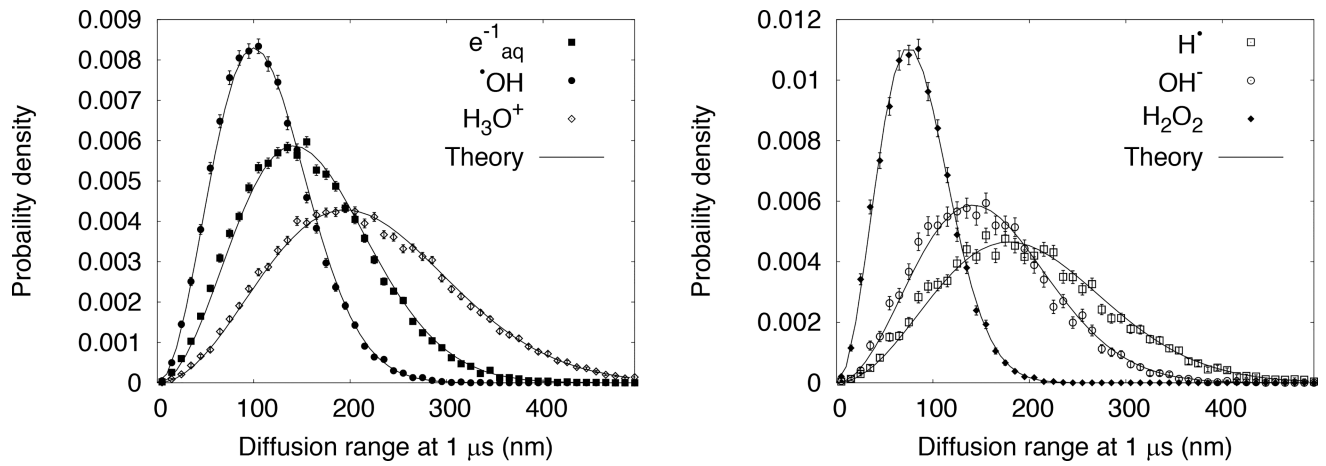 0.009
0.008
0.007
0.006
0.005
0.004
0.003
0.002
0.001
0
0 100 200 300 400
Probaility density
Diffusion range at 1 μs (nm)
e⁻¹aq
•OH
H₃O⁺
Theory
0.012
0.01
0.008
0.006
0.004
0.002
0
0 100 200 300 400
Probaility density
Diffusion range at 1 μs (nm)
H•
OH⁻
H₂O₂
Theory